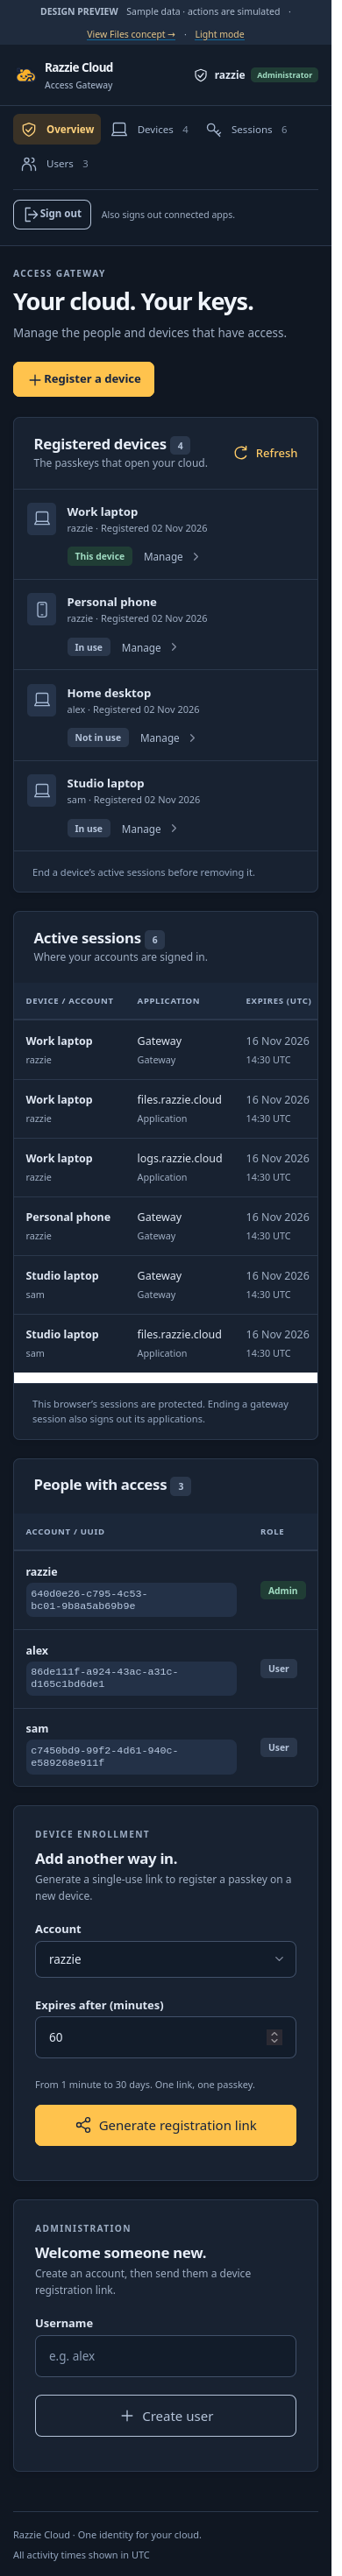 DESIGN PREVIEW Sample data · actions are simulated ·
View Files concept → · Light mode
Razzie Cloud
Access Gateway
razzie Administrator
Overview Devices 4 Sessions 6
Users 3
Sign out Also signs out connected apps.
ACCESS GATEWAY
Your cloud. Your keys.
Manage the people and devices that have access.
Register a device
Registered devices 4
The passkeys that open your cloud.
Refresh
Work laptop
razzie · Registered 02 Nov 2026
This device Manage
Personal phone
razzie · Registered 02 Nov 2026
In use Manage
Home desktop
alex · Registered 02 Nov 2026
Not in use Manage
Studio laptop
sam · Registered 02 Nov 2026
In use Manage
End a device's active sessions before removing it.
Active sessions 6
Where your accounts are signed in.
DEVICE / ACCOUNT APPLICATION EXPIRES (UTC)
Work laptop Gateway 16 Nov 2026
razzie Gateway 14:30 UTC
Work laptop files.razzie.cloud 16 Nov 2026
razzie Application 14:30 UTC
Work laptop logs.razzie.cloud 16 Nov 2026
razzie Application 14:30 UTC
Personal phone Gateway 16 Nov 2026
razzie Gateway 14:30 UTC
Studio laptop Gateway 16 Nov 2026
sam Gateway 14:30 UTC
Studio laptop files.razzie.cloud 16 Nov 2026
sam Application 14:30 UTC
This browser's sessions are protected. Ending a gateway
session also signs out its applications.
People with access 3
ACCOUNT / UUID ROLE
razzie
640d0e26-c795-4c53-
bc01-9b8a5ab69b9e
Admin
alex
86de111f-a924-43ac-a31c-
d165c1bd6de1
User
sam
c7450bd9-99f2-4d61-940c-
e589268e911f
User
DEVICE ENROLLMENT
Add another way in.
Generate a single-use link to register a passkey on a
new device.
Account
razzie
Expires after (minutes)
60
From 1 minute to 30 days. One link, one passkey.
Generate registration link
ADMINISTRATION
Welcome someone new.
Create an account, then send them a device
registration link.
Username
e.g. alex
Create user
Razzie Cloud · One identity for your cloud.
All activity times shown in UTC